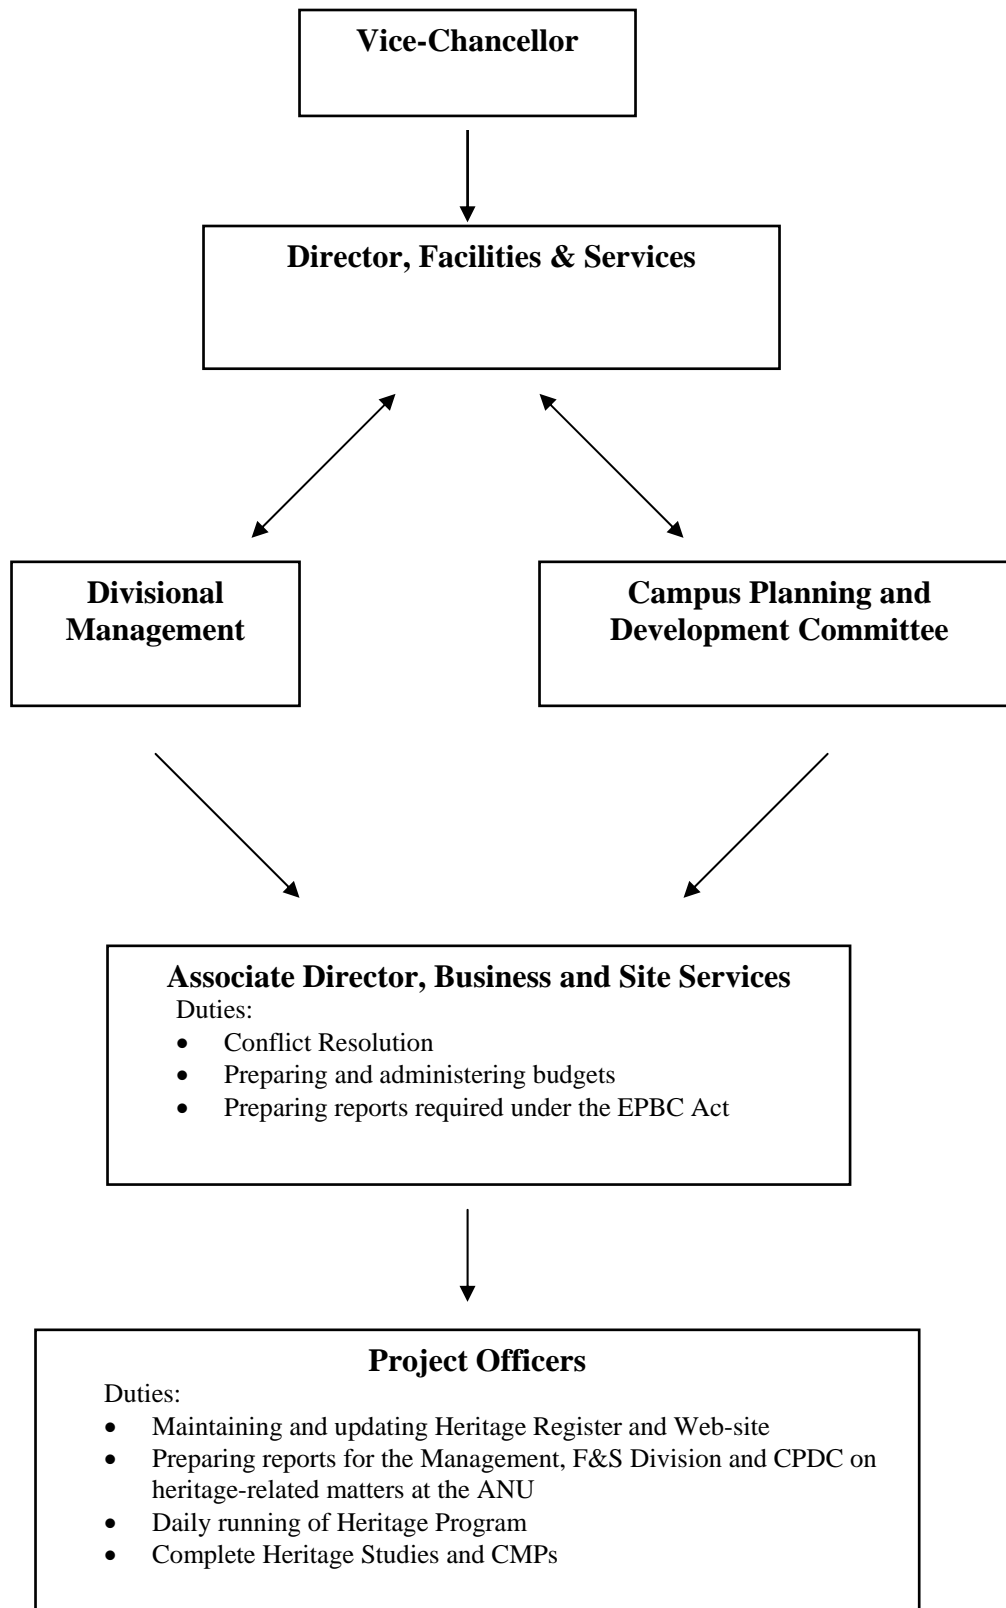 Vice-Chancellor
Director, Facilities & Services
Divisional
Management
Campus Planning and
Development Committee
Associate Director, Business and Site Services
Duties:
• Conflict Resolution
• Preparing and administering budgets
• Preparing reports required under the EPBC Act
Project Officers
Duties:
• Maintaining and updating Heritage Register and Web-site
• Preparing reports for the Management, F&S Division and CPDC on
heritage-related matters at the ANU
• Daily running of Heritage Program
• Complete Heritage Studies and CMPs